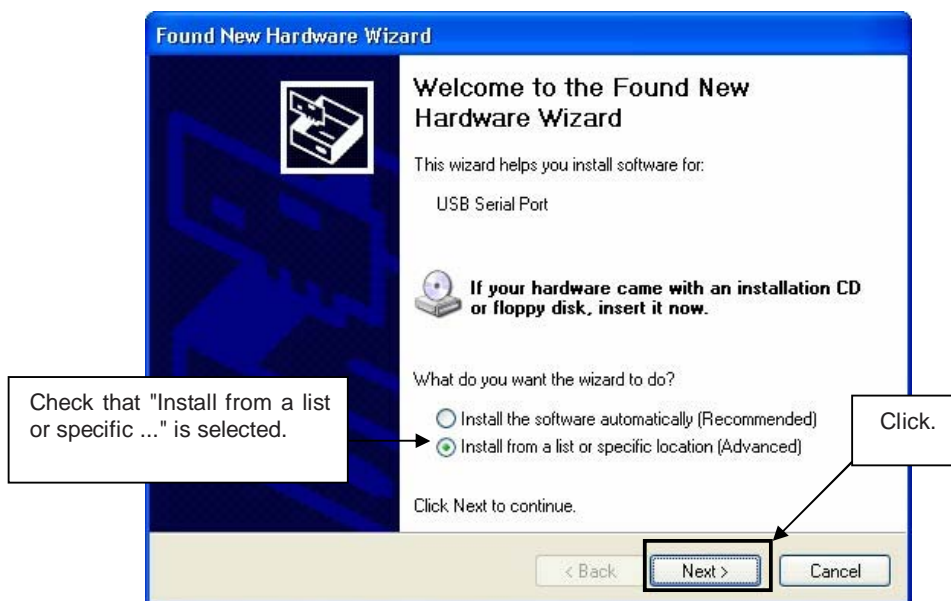 Found New Hardware Wizard
Welcome to the Found New
Hardware Wizard
This wizard helps you install software for:
USB Serial Port
If your hardware came with an installation CD
or floppy disk, insert it now.
What do you want the wizard to do?
Install the software automatically (Recommended)
Install from a list or specific location (Advanced)
Click Next to continue.
< Back
Next >
Cancel
Check that "Install from a list
or specific ..." is selected.
Click.